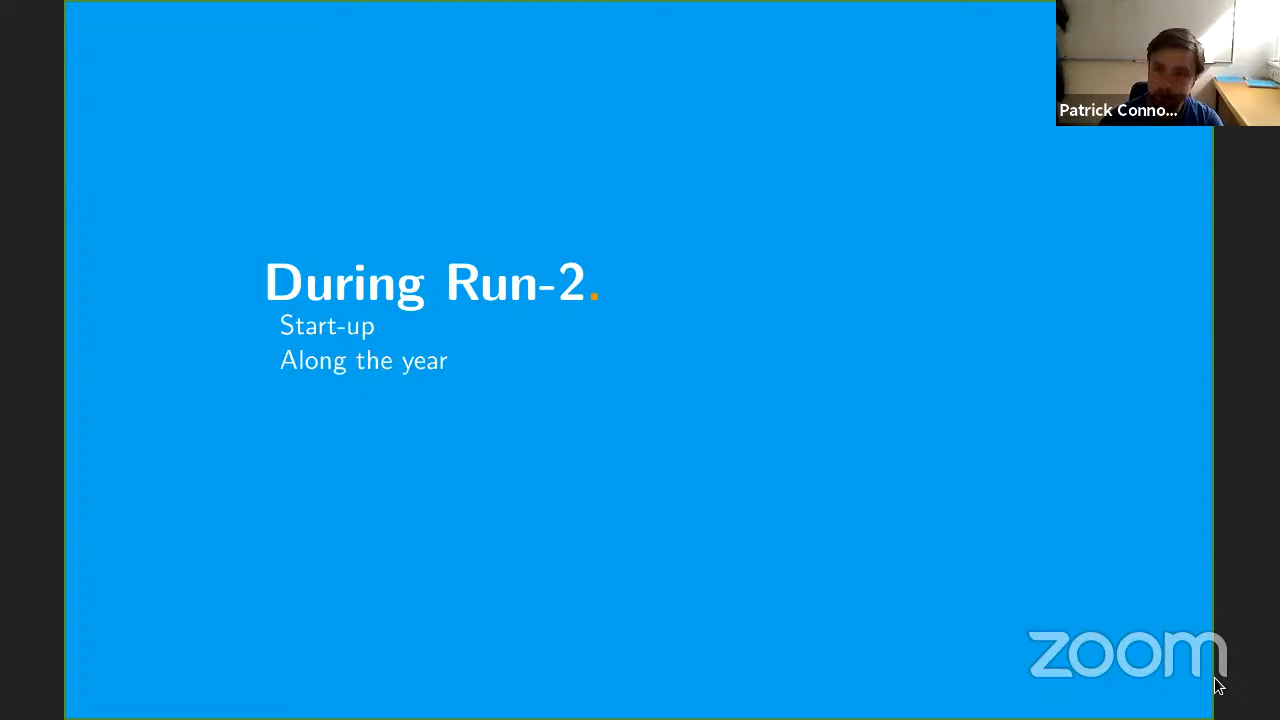 Patrick Conno...
During Run-2.
Start-up
Along the year
zoom